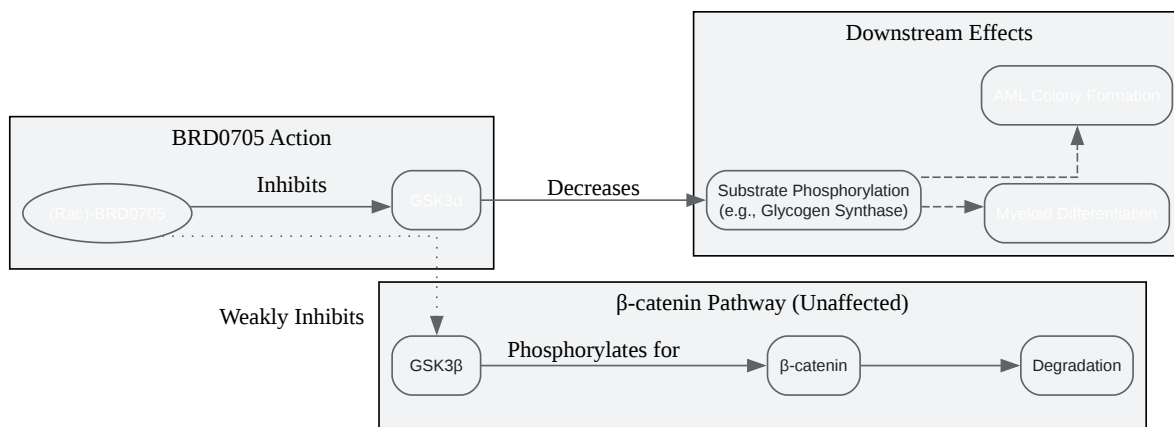 Downstream Effects
AML Colony Formation
BRD0705 Action
Inhibits
Decreases
(Rac)-BRD0705
GSK3α
Substrate Phosphorylation
(e.g., Glycogen Synthase)
Myeloid Differentiation
β-catenin Pathway (Unaffected)
Weakly Inhibits
GSK3β
Phosphorylates for
β-catenin
Degradation